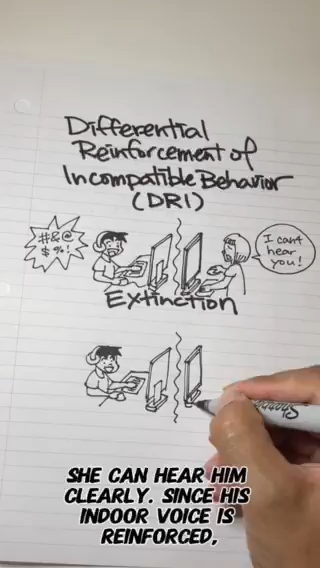 Differential
Reinforcement of
Incompatible Behavior
(DRI)
#&@
$%!
I can't
hear
you!
Extinction
Sharpie
SHE CAN HEAR HIM
CLEARLY. SINCE HIS
INDOOR VOICE IS
REINFORCED,